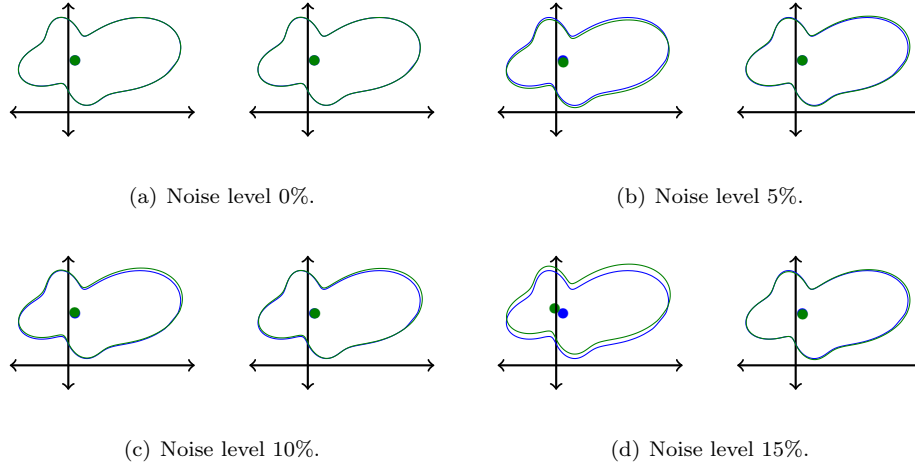 (a) Noise level 0%.
(b) Noise level 5%.
(c) Noise level 10%.
(d) Noise level 15%.